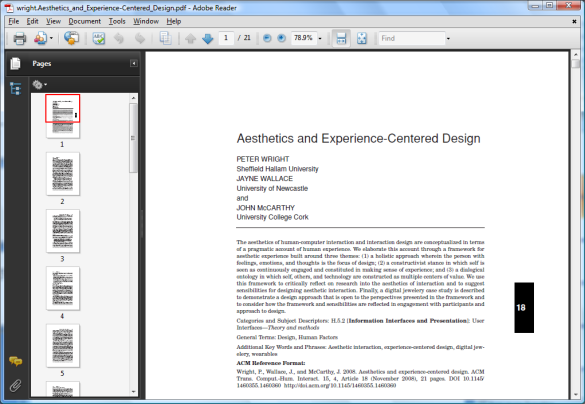 wright.Aesthetics_and_Experience-Centered_Design.pdf - Adobe Reader
File Edit View Document Tools Window Help
1 / 21 78.9% Find
Pages
1
2
3
4
5
Aesthetics and Experience-Centered Design
PETER WRIGHT
Sheffield Hallam University
JAYNE WALLACE
University of Newcastle
and
JOHN McCARTHY
University College Cork
The aesthetics of human-computer interaction and interaction design are conceptualized in terms
of a pragmatic account of human experience. We elaborate this account through a framework for
aesthetic experience built around three themes: (1) a holistic approach wherein the person with
feelings, emotions, and thoughts is the focus of design; (2) a constructivist stance in which self is
seen as continuously engaged and constituted in making sense of experience; and (3) a dialogical
ontology in which self, others, and technology are constructed as multiple centers of value. We use
this framework to critically reflect on research into the aesthetics of interaction and to suggest
sensibilities for designing aesthetic interaction. Finally, a digital jewelery case study is described
to demonstrate a design approach that is open to the perspectives presented in the framework and
to consider how the framework and sensibilities are reflected in engagement with participants and
approach to design.
Categories and Subject Descriptors: H.5.2 [Information Interfaces and Presentation]: User
Interfaces—Theory and methods
General Terms: Design, Human Factors
Additional Key Words and Phrases: Aesthetic interaction, experience-centered design, digital jew-
elery, wearables
ACM Reference Format:
Wright, P., Wallace, J., and McCarthy, J. 2008. Aesthetics and experience-centered design. ACM
Trans. Comput.-Hum. Interact. 15, 4, Article 18 (November 2008), 21 pages. DOI 10.1145/
1460355.1460360 http://doi.acm.org/10.1145/1460355.1460360
18